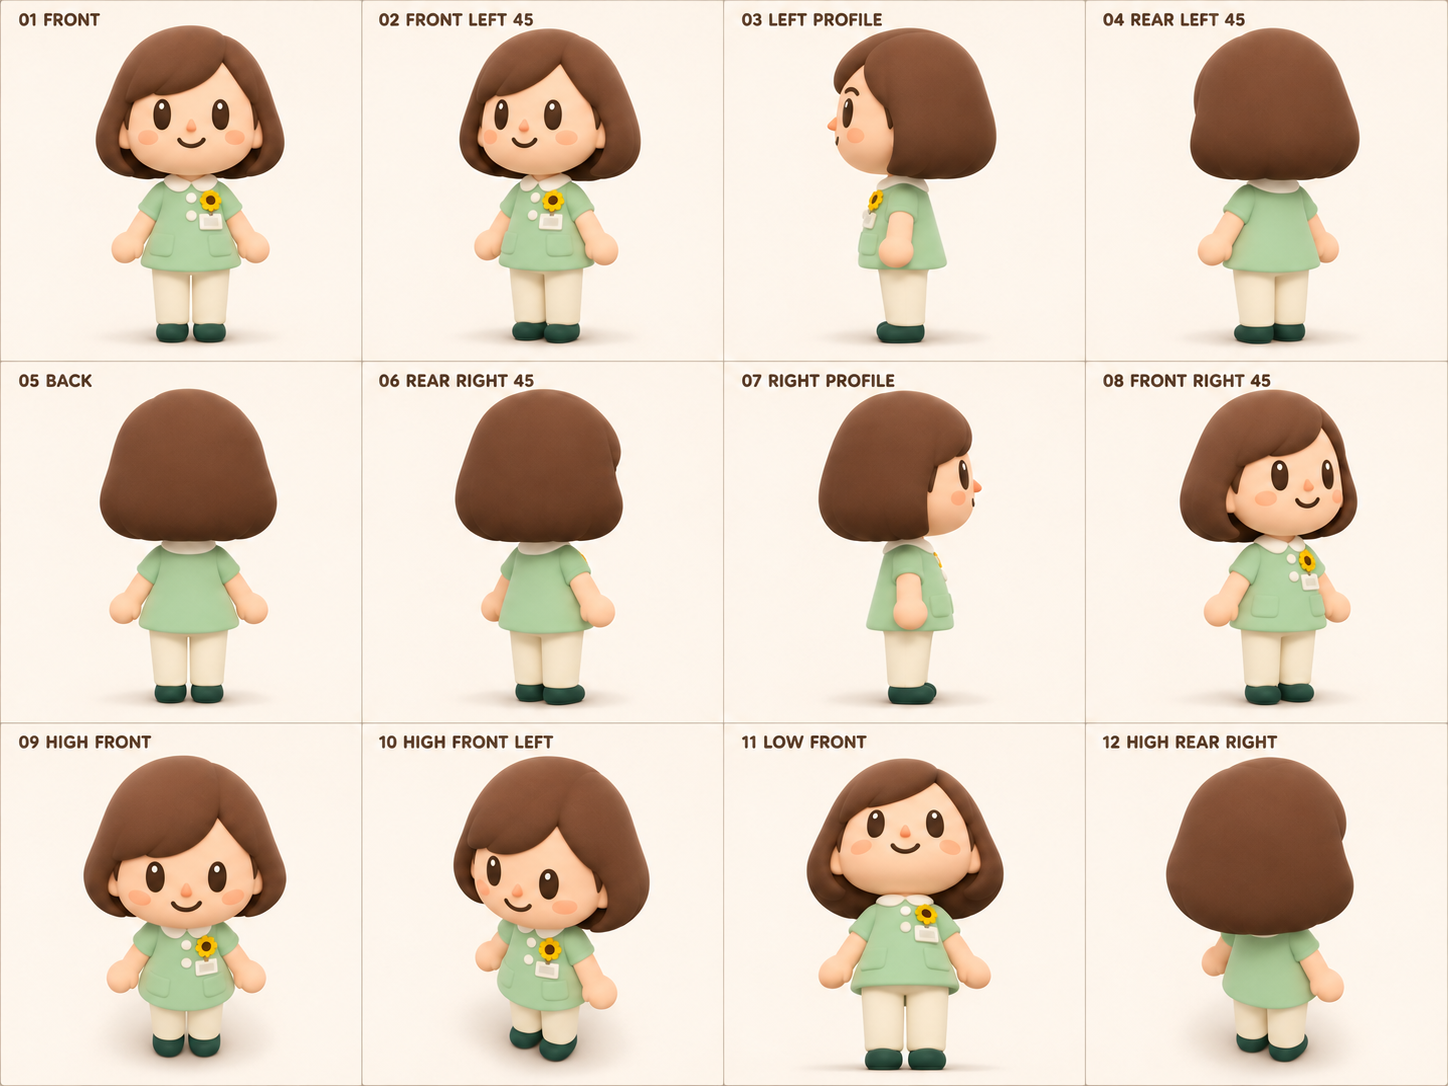 01 FRONT
02 FRONT LEFT 45
03 LEFT PROFILE
04 REAR LEFT 45
05 BACK
06 REAR RIGHT 45
07 RIGHT PROFILE
08 FRONT RIGHT 45
09 HIGH FRONT
10 HIGH FRONT LEFT
11 LOW FRONT
12 HIGH REAR RIGHT